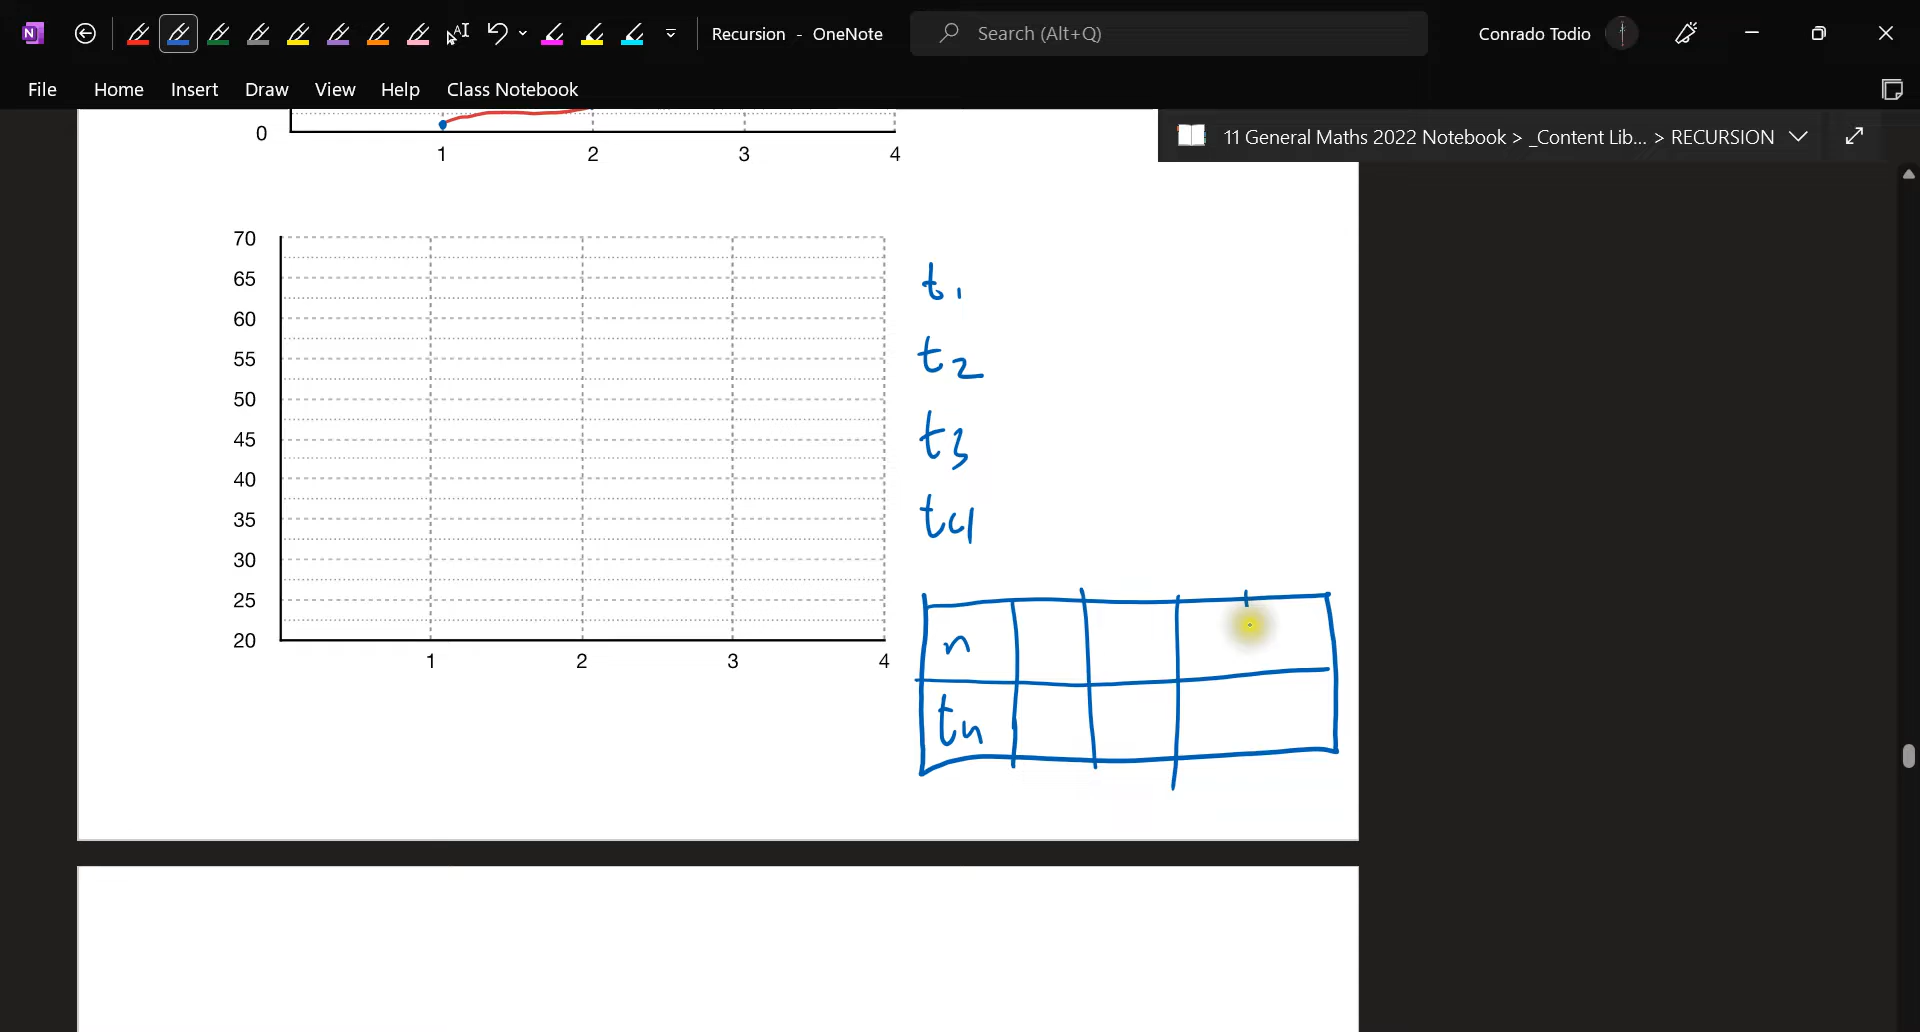 Recursion - OneNote
Search (Alt+Q)
Conrado Todio
File Home Insert Draw View Help Class Notebook
11 General Maths 2022 Notebook > _Content Lib... > RECURSION
0
1 2 3 4
70
65
60
55
50
45
40
35
30
25
20
1 2 3 4
t1
t2
t3
t4
n
tn